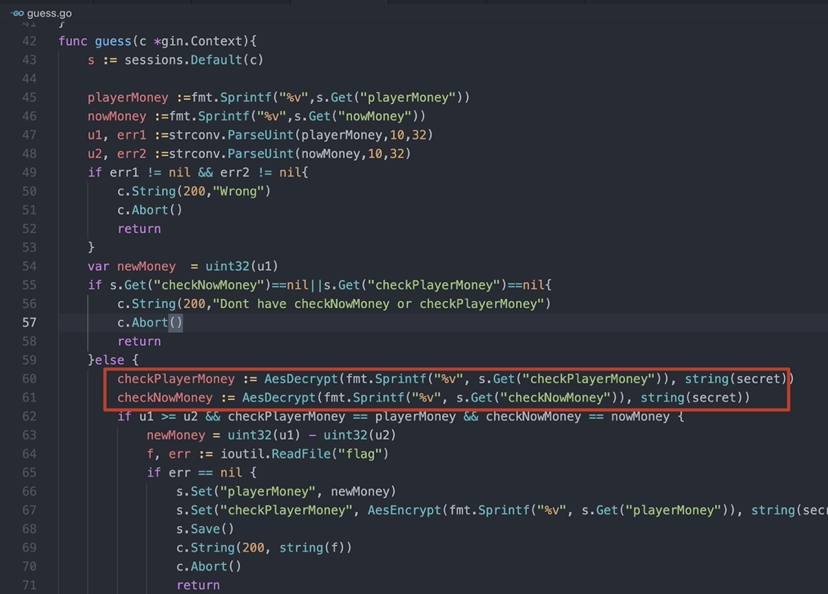 GO guess.go
41 }
42 func guess(c *gin.Context){
43 s := sessions.Default(c)
44
45 playerMoney :=fmt.Sprintf("%v",s.Get("playerMoney"))
46 nowMoney :=fmt.Sprintf("%v",s.Get("nowMoney"))
47 u1, err1 :=strconv.ParseUint(playerMoney,10,32)
48 u2, err2 :=strconv.ParseUint(nowMoney,10,32)
49 if err1 != nil && err2 != nil{
50 c.String(200,"Wrong")
51 c.Abort()
52 return
53 }
54 var newMoney  = uint32(u1)
55 if s.Get("checkNowMoney")==nil||s.Get("checkPlayerMoney")==nil{
56 c.String(200,"Dont have checkNowMoney or checkPlayerMoney")
57 c.Abort()
58 return
59 }else {
60 checkPlayerMoney := AesDecrypt(fmt.Sprintf("%v", s.Get("checkPlayerMoney")), string(secret))
61 checkNowMoney := AesDecrypt(fmt.Sprintf("%v", s.Get("checkNowMoney")), string(secret))
62 if u1 >= u2 && checkPlayerMoney == playerMoney && checkNowMoney == nowMoney {
63 newMoney = uint32(u1) - uint32(u2)
64 f, err := ioutil.ReadFile("flag")
65 if err == nil {
66 s.Set("playerMoney", newMoney)
67 s.Set("checkPlayerMoney", AesEncrypt(fmt.Sprintf("%v", s.Get("playerMoney")), string(sec
68 s.Save()
69 c.String(200, string(f))
70 c.Abort()
71 return